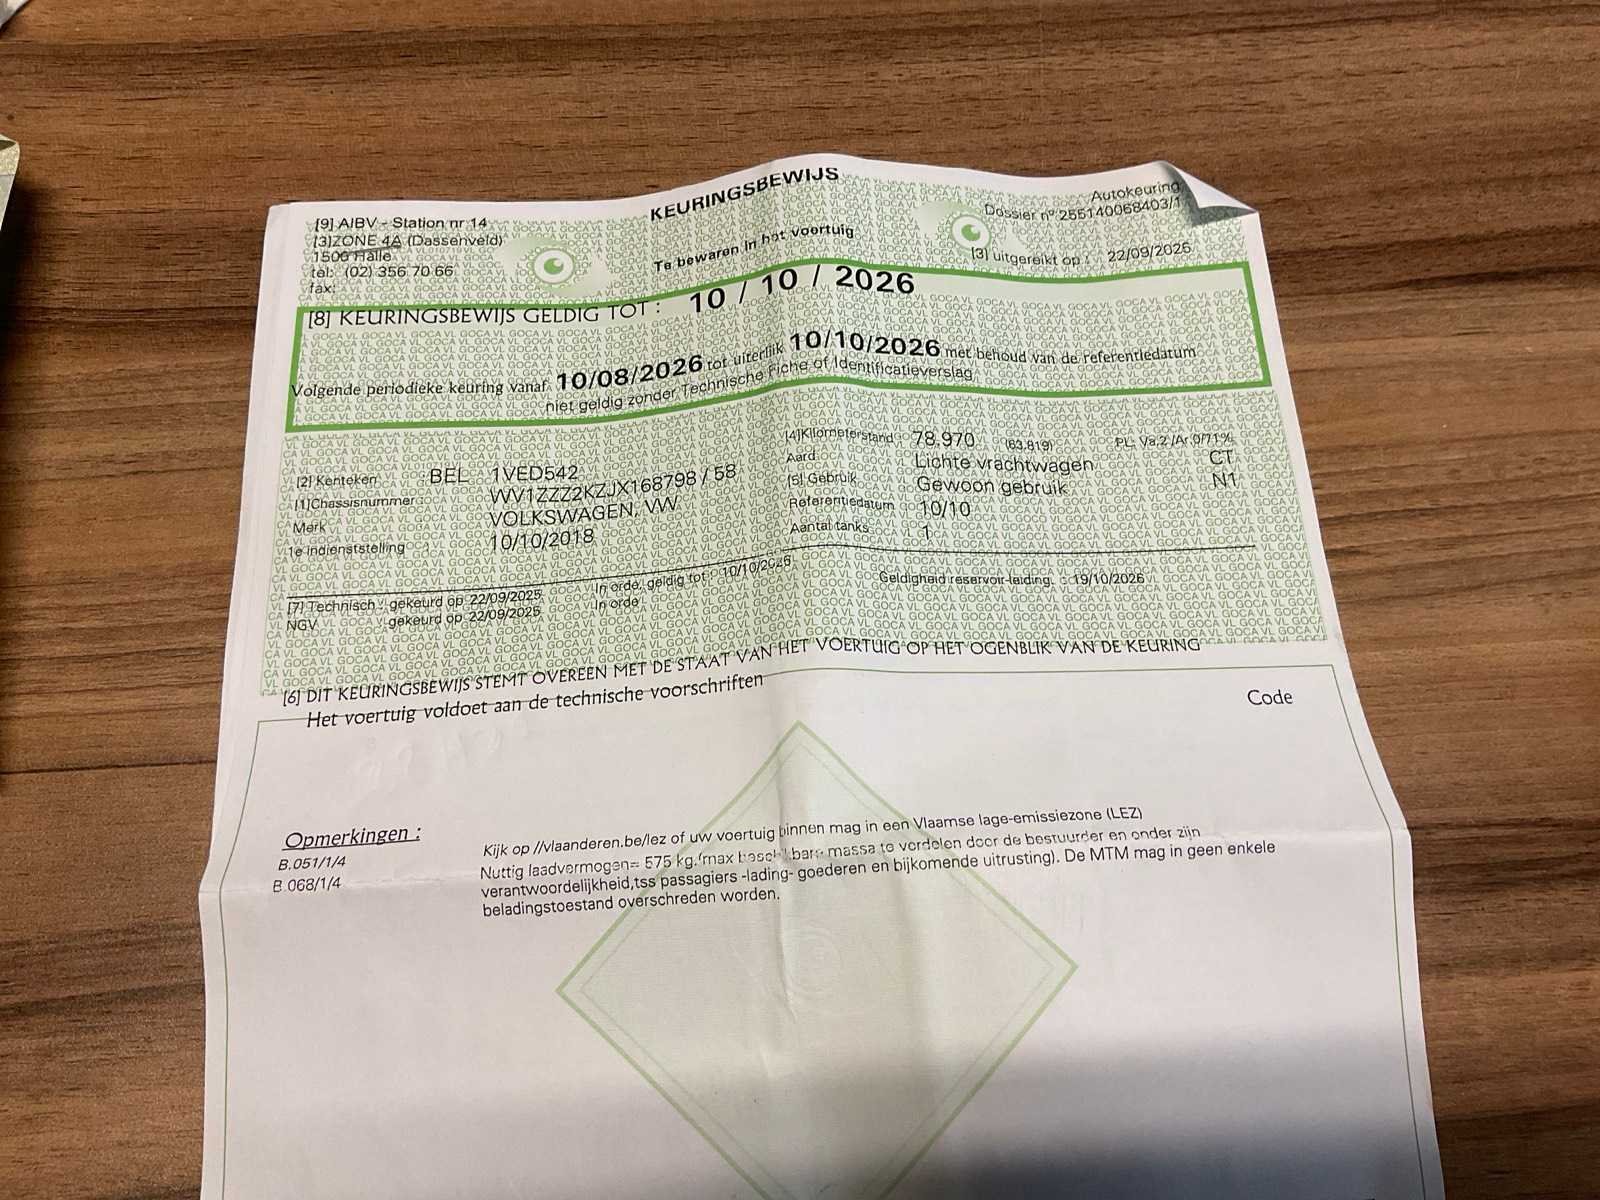 KEURINGSBEWIJS
Te bewaren in het voertuig
[9] AIBV - Station nr 14
[3]ZONE 4A (Dassenveld)
1500 Halle
tel: (02) 356 70 66
fax:
Autokeuring
Dossier nº 255140068403/1
[3] uitgereikt op : 22/09/2026
[8] KEURINGSBEWIJS GELDIG TOT : 10 / 10 / 2026
Volgende periodieke keuring vanaf 10/08/2026 tot uiterlijk 10/10/2026 met behoud van de referentiedatum
niet geldig zonder Technische Fiche of Identificatieverslag
[2] Kenteken BEL 1VED542
[1]Chassisnummer : WV1ZZZ2KZJX168798 / 58
Merk VOLKSWAGEN, VW
1e indienststelling : 10/10/2018
[4]Kilometerstand : 78.970 (63.819) PL. Va.2 /Ar.0/71%
Aard Lichte vrachtwagen CT
[5] Gebruik Gewoon gebruik N1
Referentiedatum : 10/10
Aantal tanks 1
[7] Technisch : gekeurd op 22/09/2025 In orde, geldig tot : 10/10/2026
NGV : gekeurd op 22/09/2025 In orde
Geldigheid reservoir-leiding. : 19/10/2026
[6] DIT KEURINGSBEWIJS STEMT OVEREEN MET DE STAAT VAN HET VOERTUIG OP HET OGENBLIK VAN DE KEURING
Het voertuig voldoet aan de technische voorschriften
Code
Opmerkingen :
B.051/1/4 Kijk op //vlaanderen.be/lez of uw voertuig binnen mag in een Vlaamse lage-emissiezone (LEZ)
B 068/1/4 Nuttig laadvermogen= 575 kg.(max beschikbare massa te verdelen door de bestuurder en onder zijn
verantwoordelijkheid,tss passagiers -lading- goederen en bijkomende uitrusting). De MTM mag in geen enkele
beladingstoestand overschreden worden.